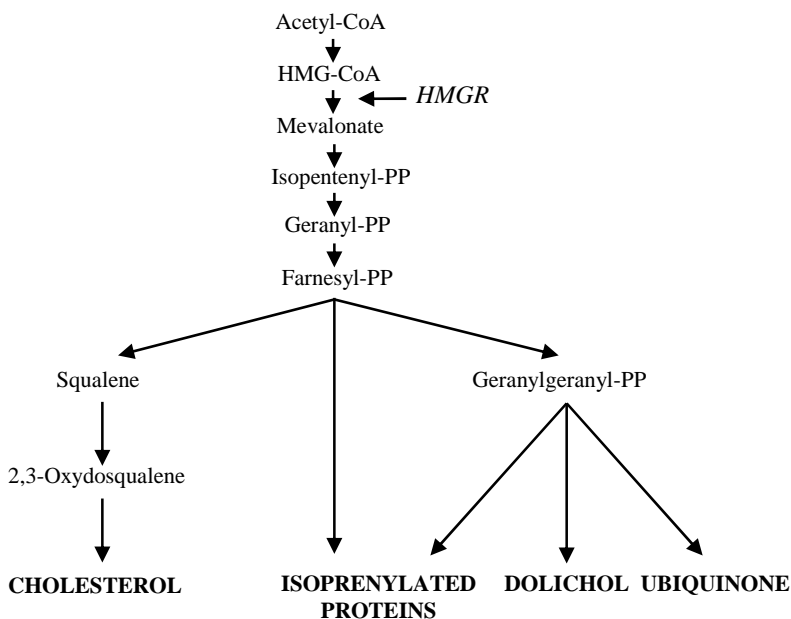 Acetyl-CoA
HMG-CoA
HMGR
Mevalonate
Isopentenyl-PP
Geranyl-PP
Farnesyl-PP
Squalene
Geranylgeranyl-PP
2,3-Oxydosqualene
CHOLESTEROL
ISOPRENYLATED
PROTEINS
DOLICHOL
UBIQUINONE